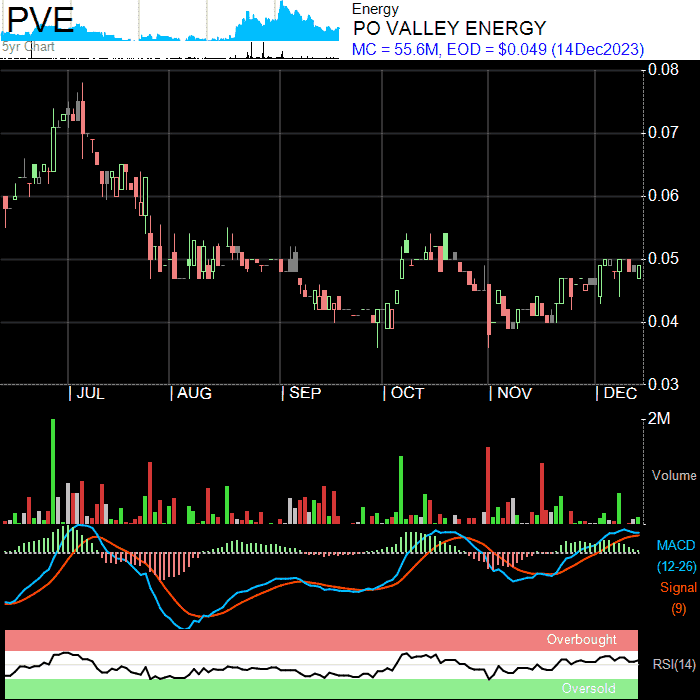 PVE
5yr Chart
Energy
PO VALLEY ENERGY
MC = 55.6M, EOD = $0.049 (14Dec2023)
0.08
0.07
0.06
0.05
0.04
0.03
| JUL | AUG | SEP | OCT | NOV | DEC
2M
Volume
MACD
(12-26)
Signal
(9)
Overbought
RSI(14)
Oversold